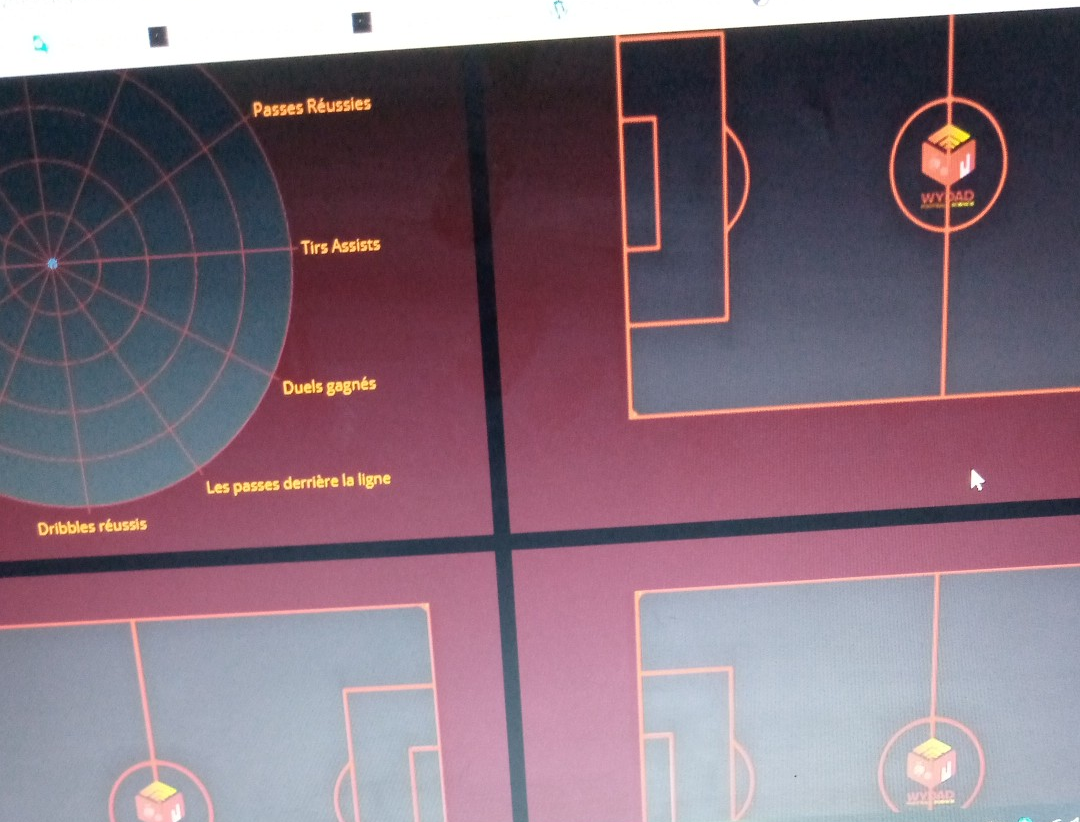 Passes Réussies
Tirs Assists
Duels gagnés
Les passes derrière la ligne
Dribbles réussis
WYDAD
WYDAD